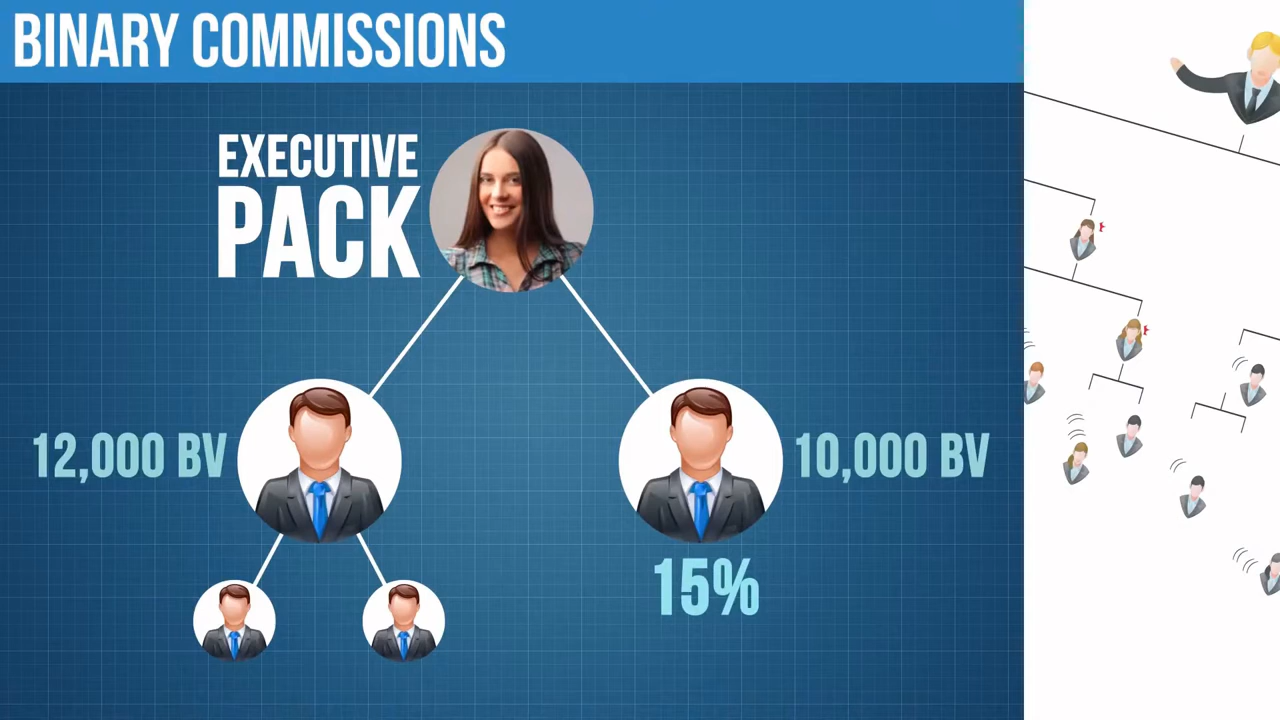 BINARY COMMISSIONS
EXECUTIVE
PACK
12,000 BV
10,000 BV
15%